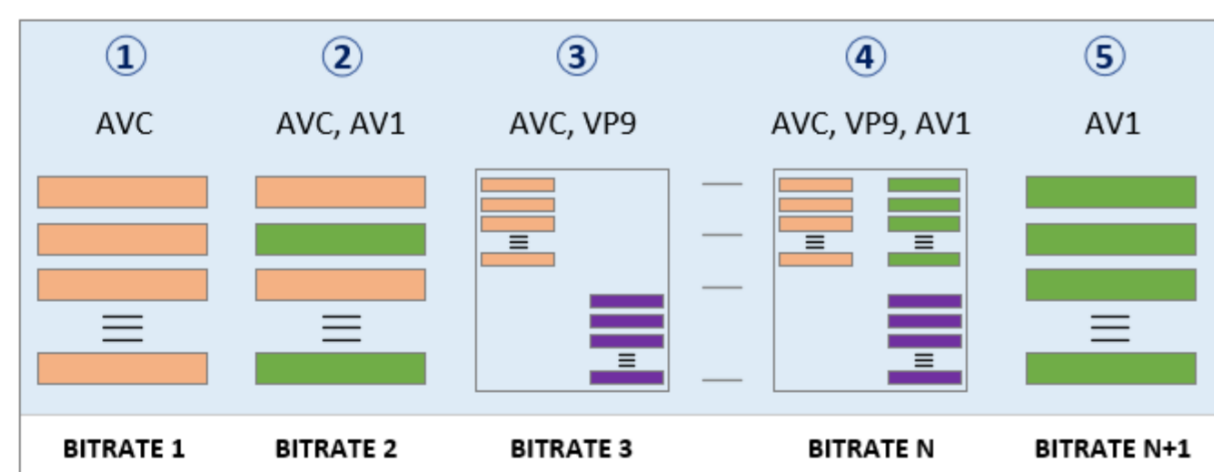 ① ② ③ ④ ⑤
AVC AVC, AV1 AVC, VP9 AVC, VP9, AV1 AV1
BITRATE 1 BITRATE 2 BITRATE 3 BITRATE N BITRATE N+1